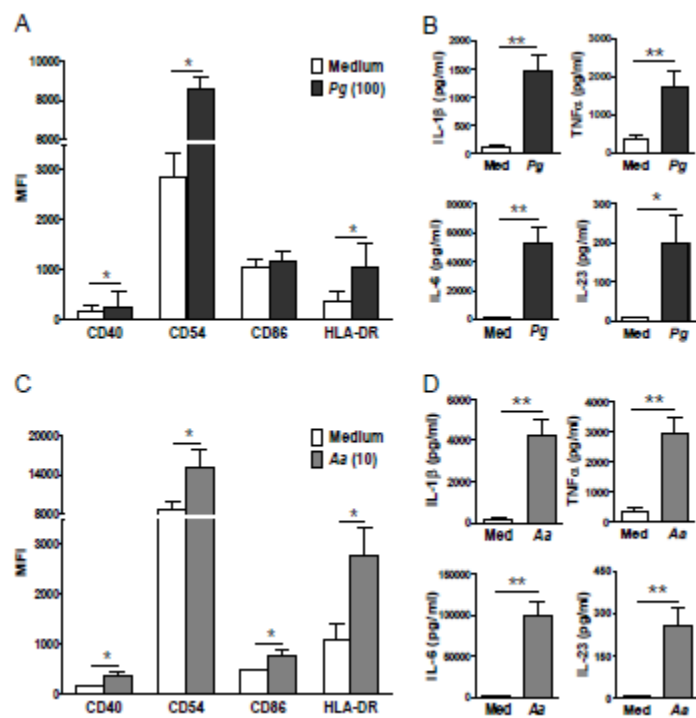 A
10000
8000
6000
3000
2000
1000
0
MFI
*
*
*
Medium
Pg (100)
CD40
CD54
CD86
HLA-DR
B
IL-1β (pg/ml)
2000
1500
1000
500
0
**
Med
Pg
TNFα (pg/ml)
3000
2000
1000
0
**
Med
Pg
IL-6 (pg/ml)
80000
60000
40000
20000
0
**
Med
Pg
IL-23 (pg/ml)
300
200
100
0
*
Med
Pg
C
20000
14000
8000
3000
2000
1000
0
MFI
*
*
*
*
Medium
Aa (10)
CD40
CD54
CD86
HLA-DR
D
IL-1β (pg/ml)
6000
4000
2000
0
**
Med
Aa
TNFα (pg/ml)
4000
3000
2000
1000
0
**
Med
Aa
IL-6 (pg/ml)
100000
50000
0
**
Med
Aa
IL-23 (pg/ml)
450
300
150
0
**
Med
Aa